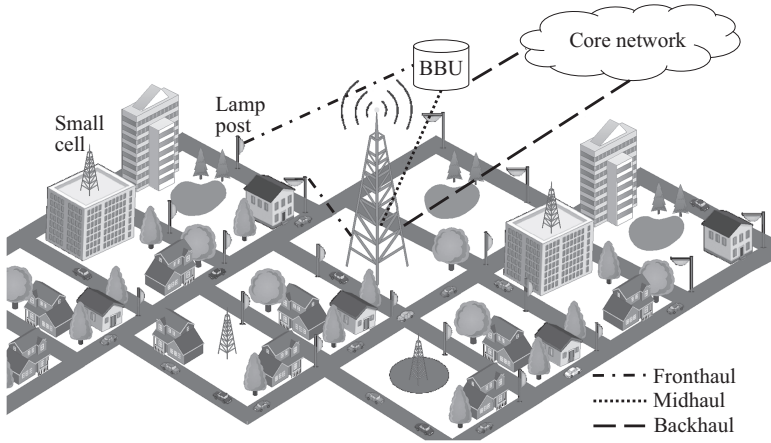 Core network
BBU
Lamp
post
Small
cell
Fronthaul
Midhaul
Backhaul